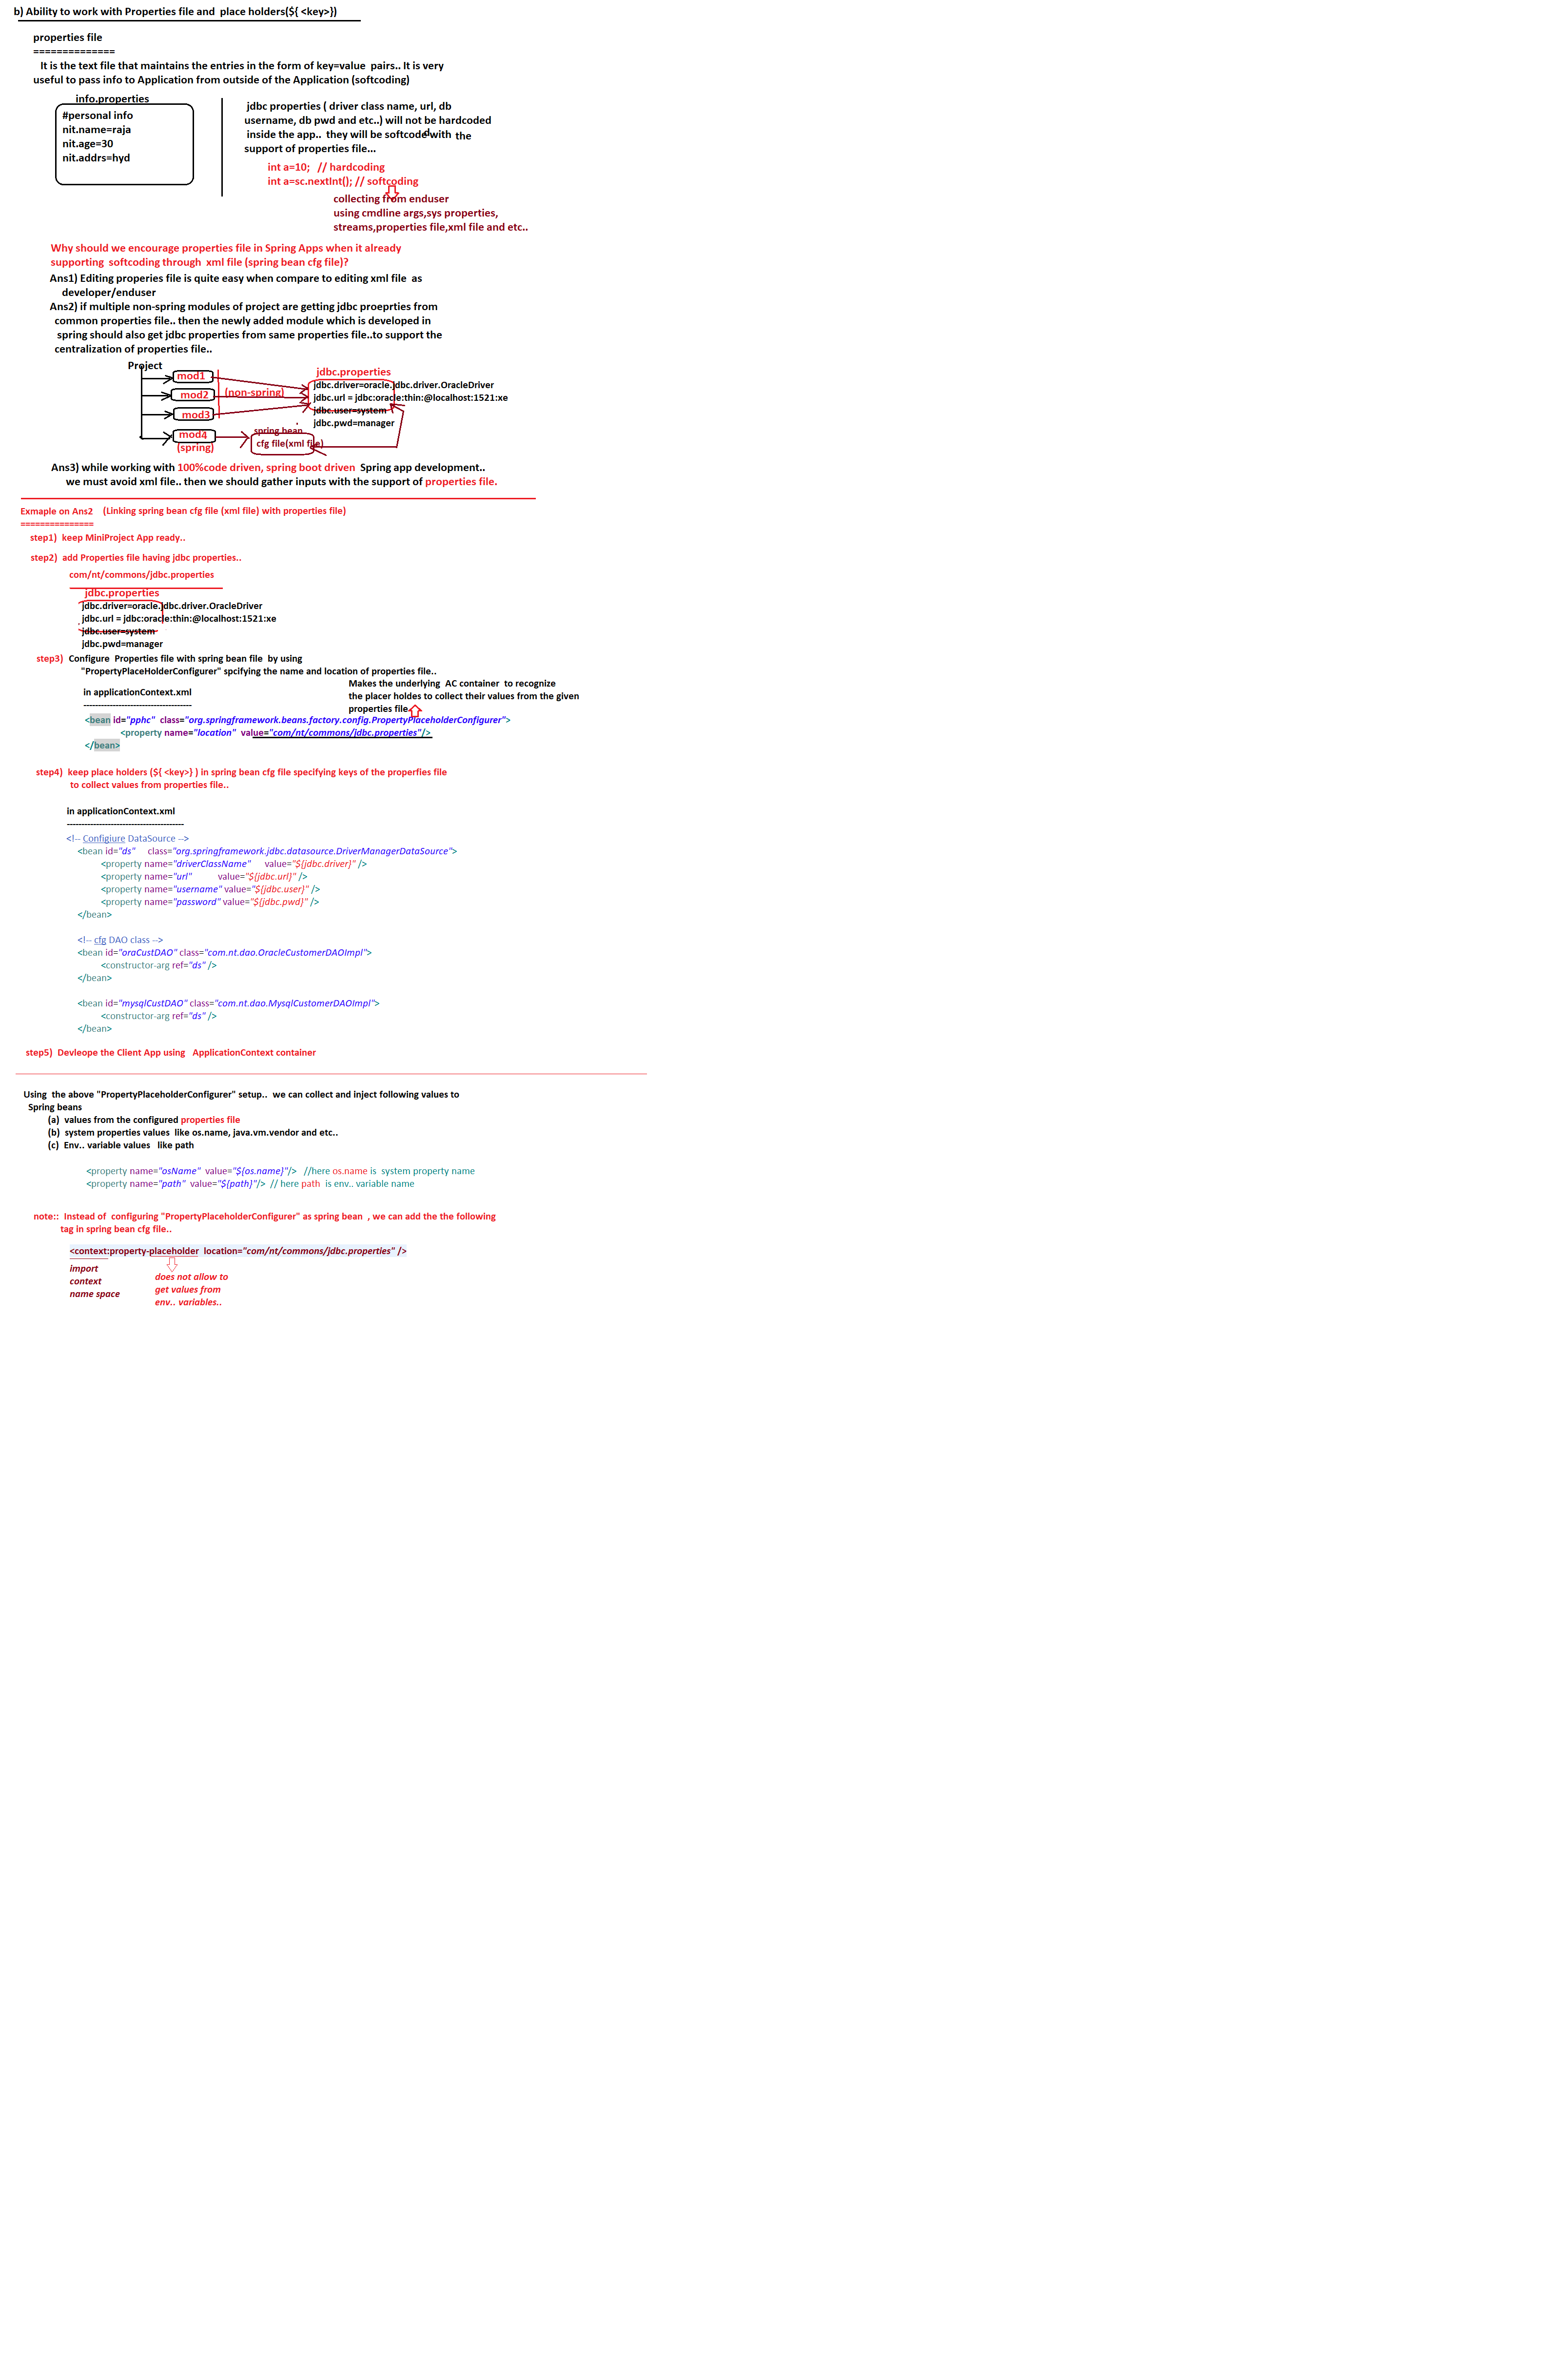 b) Ability to work with Properties file and  place holders(${ <key>})
properties file
==============
It is the text file that maintains the entries in the form of key=value  pairs.. It is very
useful to pass info to Application from outside of the Application (softcoding)
info.properties
#personal info
nit.name=raja
nit.age=30
nit.addrs=hyd
jdbc properties ( driver class name, url, db
username, db pwd and etc..) will not be hardcoded
inside the app..  they will be softcoded with  the
support of properties file...
int a=10;   // hardcoding
int a=sc.nextInt(); // softcoding
collecting from enduser
using cmdline args,sys properties,
streams,properties file,xml file and etc..
Why should we encourage properties file in Spring Apps when it already
supporting  softcoding through  xml file (spring bean cfg file)?
Ans1) Editing properies file is quite easy when compare to editing xml file  as
developer/enduser
Ans2) if multiple non-spring modules of project are getting jdbc proeprties from
common properties file.. then the newly added module which is developed in
spring should also get jdbc properties from same properties file..to support the
centralization of properties file..
Project
mod1
mod2
mod3
(non-spring)
mod4
(spring)
spring bean
cfg file(xml file)
jdbc.properties
jdbc.driver=oracle.jdbc.driver.OracleDriver
jdbc.url = jdbc:oracle:thin:@localhost:1521:xe
jdbc.user=system
jdbc.pwd=manager
Ans3) while working with 100%code driven, spring boot driven  Spring app development..
we must avoid xml file.. then we should gather inputs with the support of properties file.
Exmaple on Ans2    (Linking spring bean cfg file (xml file) with properties file)
===============
step1)  keep MiniProject App ready..
step2)  add Properties file having jdbc properties..
com/nt/commons/jdbc.properties
jdbc.properties
jdbc.driver=oracle.jdbc.driver.OracleDriver
jdbc.url = jdbc:oracle:thin:@localhost:1521:xe
jdbc.user=system
jdbc.pwd=manager
step3)  Configure  Properties file with spring bean file  by using
"PropertyPlaceHolderConfigurer" spcifying the name and location of properties file..
Makes the underlying  AC container  to recognize
the placer holdes to collect their values from the given
properties file
in applicationContext.xml
------------------------------------
<bean id="pphc"  class="org.springframework.beans.factory.config.PropertyPlaceholderConfigurer">
<property name="location"  value="com/nt/commons/jdbc.properties"/>
</bean>
step4)  keep place holders (${ <key>} ) in spring bean cfg file specifying keys of the properfies file
to collect values from properties file..
in applicationContext.xml
---------------------------------------
<!-- Configiure DataSource -->
<bean id="ds"     class="org.springframework.jdbc.datasource.DriverManagerDataSource">
<property name="driverClassName"     value="${jdbc.driver}" />
<property name="url"          value="${jdbc.url}" />
<property name="username" value="${jdbc.user}" />
<property name="password" value="${jdbc.pwd}" />
</bean>
<!-- cfg DAO class -->
<bean id="oraCustDAO" class="com.nt.dao.OracleCustomerDAOImpl">
<constructor-arg ref="ds" />
</bean>
<bean id="mysqlCustDAO" class="com.nt.dao.MysqlCustomerDAOImpl">
<constructor-arg ref="ds" />
</bean>
step5)  Devleope the Client App using   ApplicationContext container
Using  the above "PropertyPlaceholderConfigurer" setup..  we can collect and inject following values to
Spring beans
(a)  values from the configured properties file
(b)  system properties values  like os.name, java.vm.vendor and etc..
(c)  Env.. variable values   like path
<property name="osName"  value="${os.name}"/>   //here os.name is  system property name
<property name="path"  value="${path}"/>  // here path  is env.. variable name
note::  Instead of  configuring "PropertyPlaceholderConfigurer" as spring bean  , we can add the the following
tag in spring bean cfg file..
<context:property-placeholder  location="com/nt/commons/jdbc.properties" />
import
context
name space
does not allow to
get values from
env.. variables..